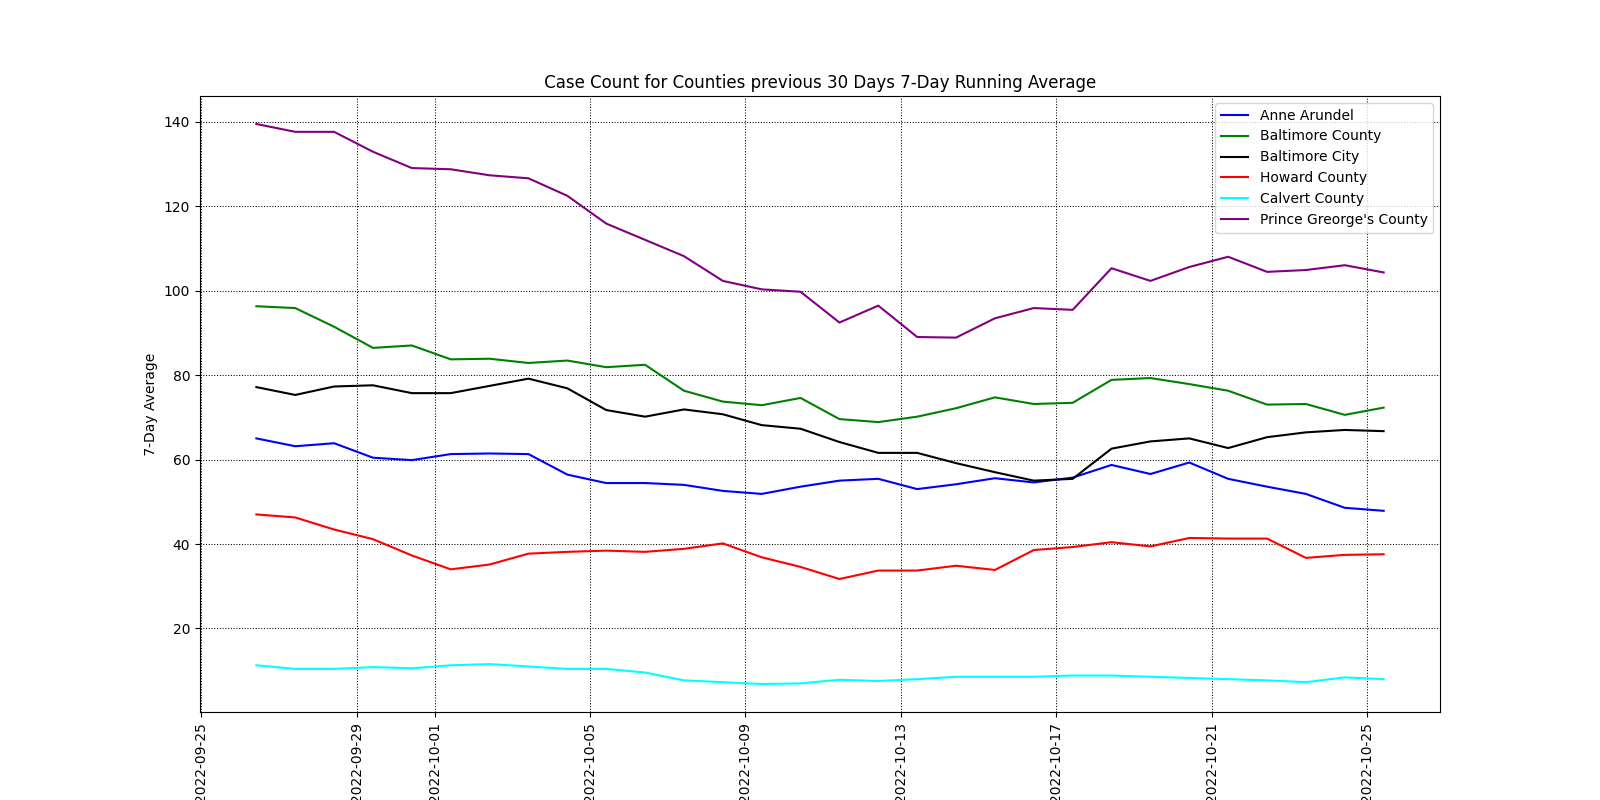 Case Count for Counties previous 30 Days 7-Day Running Average
Anne Arundel
Baltimore County
Baltimore City
Howard County
Calvert County
Prince Greorge's County
7-Day Average
140
120
100
80
60
40
20
2022-09-25
2022-09-29
2022-10-01
2022-10-05
2022-10-09
2022-10-13
2022-10-17
2022-10-21
2022-10-25